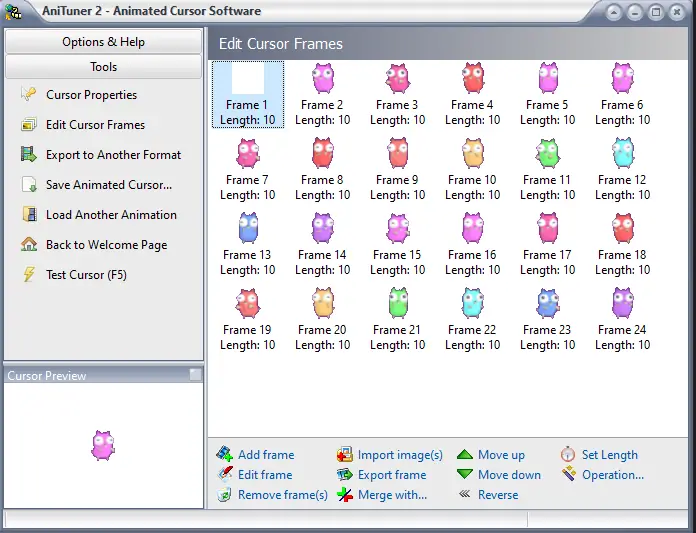 AniTuner 2 - Animated Cursor Software
Options & Help
Tools
Cursor Properties
Edit Cursor Frames
Export to Another Format
Save Animated Cursor...
Load Another Animation
Back to Welcome Page
Test Cursor (F5)
Cursor Preview
Edit Cursor Frames
Frame 1 Frame 2 Frame 3 Frame 4 Frame 5 Frame 6
Length: 10 Length: 10 Length: 10 Length: 10 Length: 10 Length: 10
Frame 7 Frame 8 Frame 9 Frame 10 Frame 11 Frame 12
Length: 10 Length: 10 Length: 10 Length: 10 Length: 10 Length: 10
Frame 13 Frame 14 Frame 15 Frame 16 Frame 17 Frame 18
Length: 10 Length: 10 Length: 10 Length: 10 Length: 10 Length: 10
Frame 19 Frame 20 Frame 21 Frame 22 Frame 23 Frame 24
Length: 10 Length: 10 Length: 10 Length: 10 Length: 10 Length: 10
Add frame Import image(s) Move up Set Length
Edit frame Export frame Move down Operation...
Remove frame(s) Merge with... Reverse